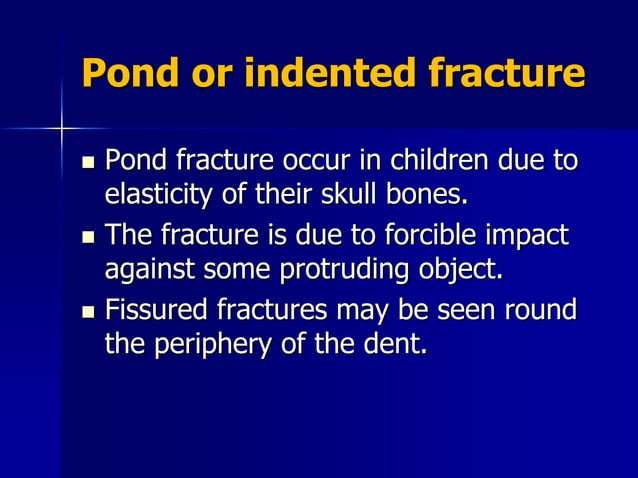 Pond or indented fracture
Pond fracture occur in children due to
elasticity of their skull bones.
The fracture is due to forcible impact
against some protruding object.
Fissured fractures may be seen round
the periphery of the dent.